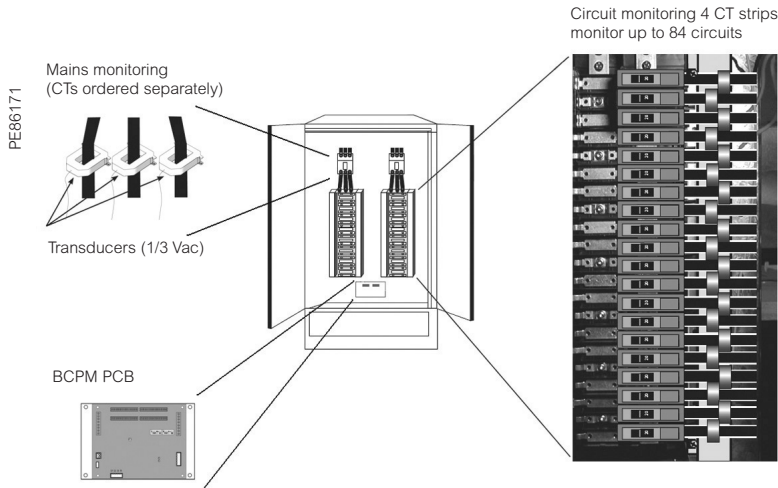 Circuit monitoring 4 CT strips
monitor up to 84 circuits
Mains monitoring
(CTs ordered separately)
PE86171
Transducers (1/3 Vac)
BCPM PCB